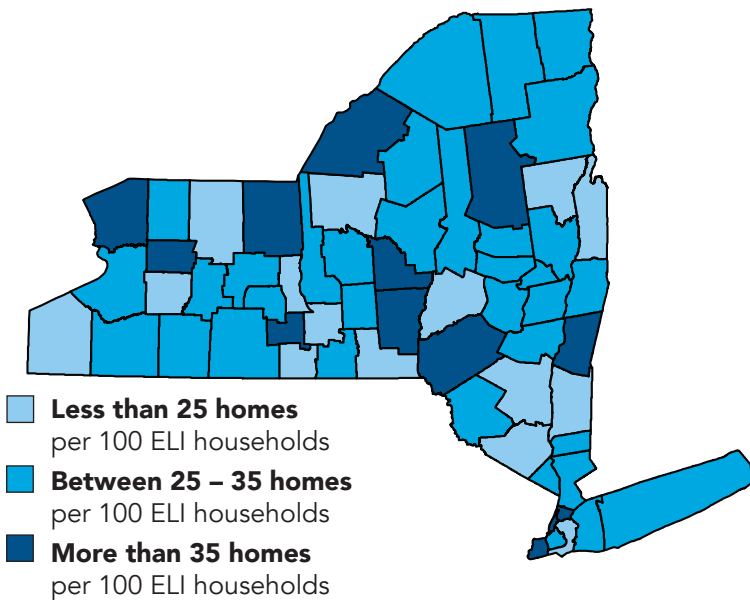 Less than 25 homes
per 100 ELI households
Between 25 – 35 homes
per 100 ELI households
More than 35 homes
per 100 ELI households